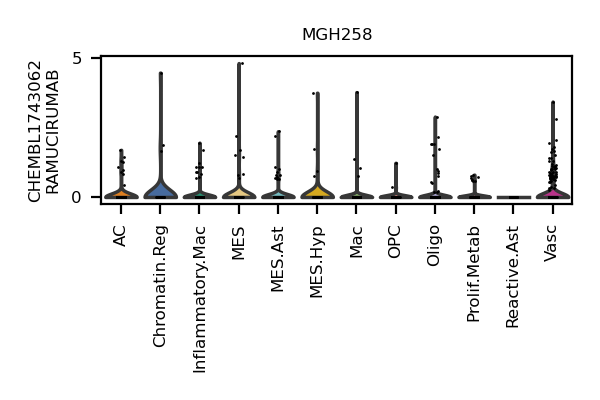 MGH258
CHEMBL1743062
RAMUCIRUMAB
5
0
AC
Chromatin.Reg
Inflammatory.Mac
MES
MES.Ast
MES.Hyp
Mac
OPC
Oligo
Prolif.Metab
Reactive.Ast
Vasc